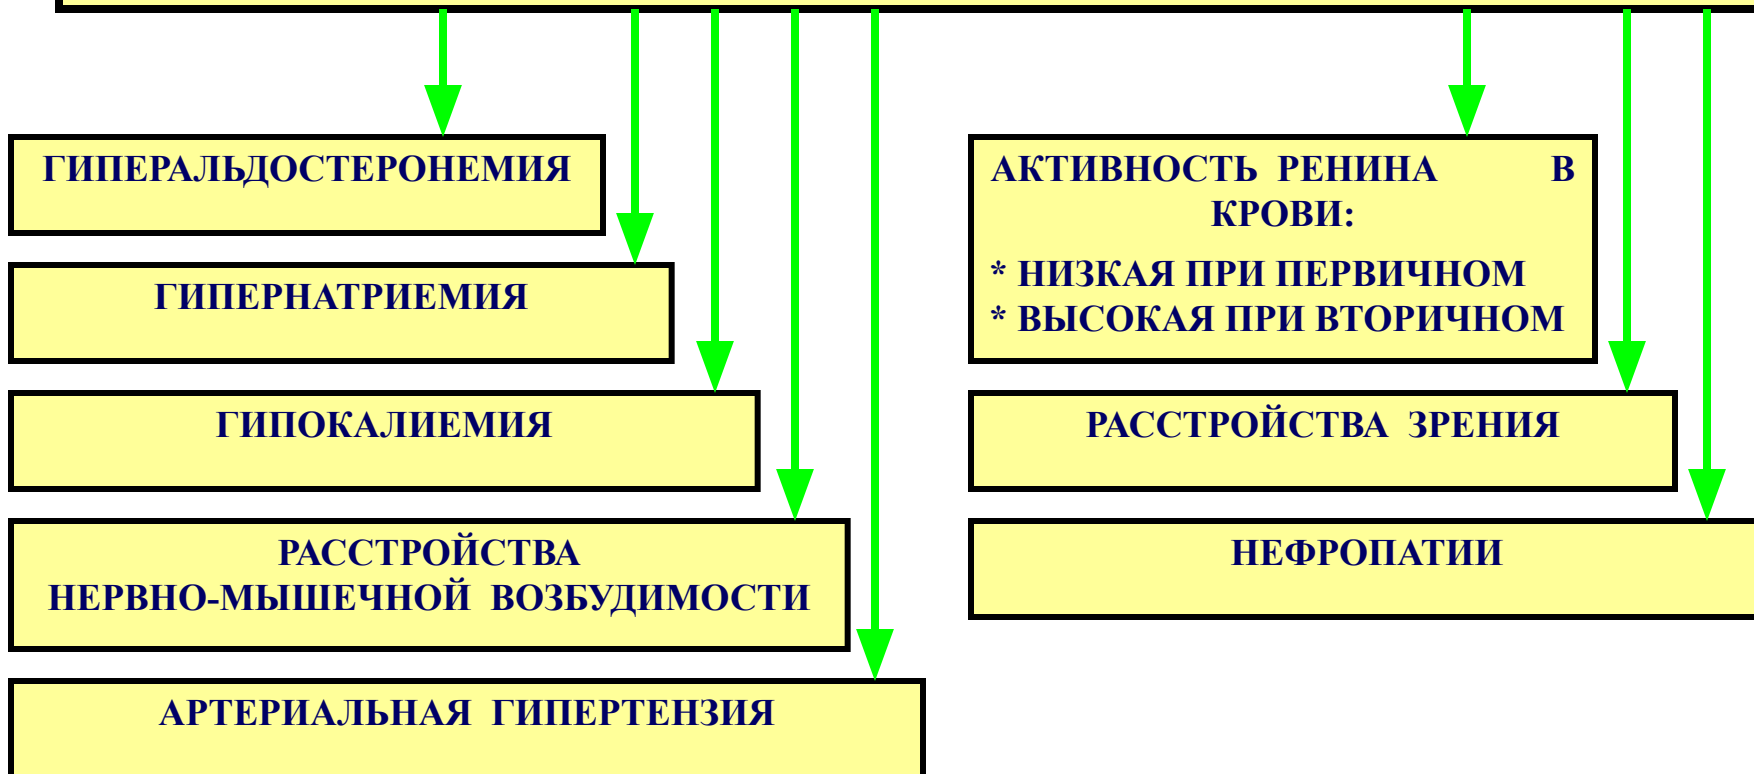 ГИПЕРАЛЬДОСТЕРОНЕМИЯ
ГИПЕРНАТРИЕМИЯ
ГИПОКАЛИЕМИЯ
РАССТРОЙСТВА
НЕРВНО-МЫШЕЧНОЙ ВОЗБУДИМОСТИ
АРТЕРИАЛЬНАЯ ГИПЕРТЕНЗИЯ
АКТИВНОСТЬ РЕНИНА В
КРОВИ:
* НИЗКАЯ ПРИ ПЕРВИЧНОМ
* ВЫСОКАЯ ПРИ ВТОРИЧНОМ
РАССТРОЙСТВА ЗРЕНИЯ
НЕФРОПАТИИ